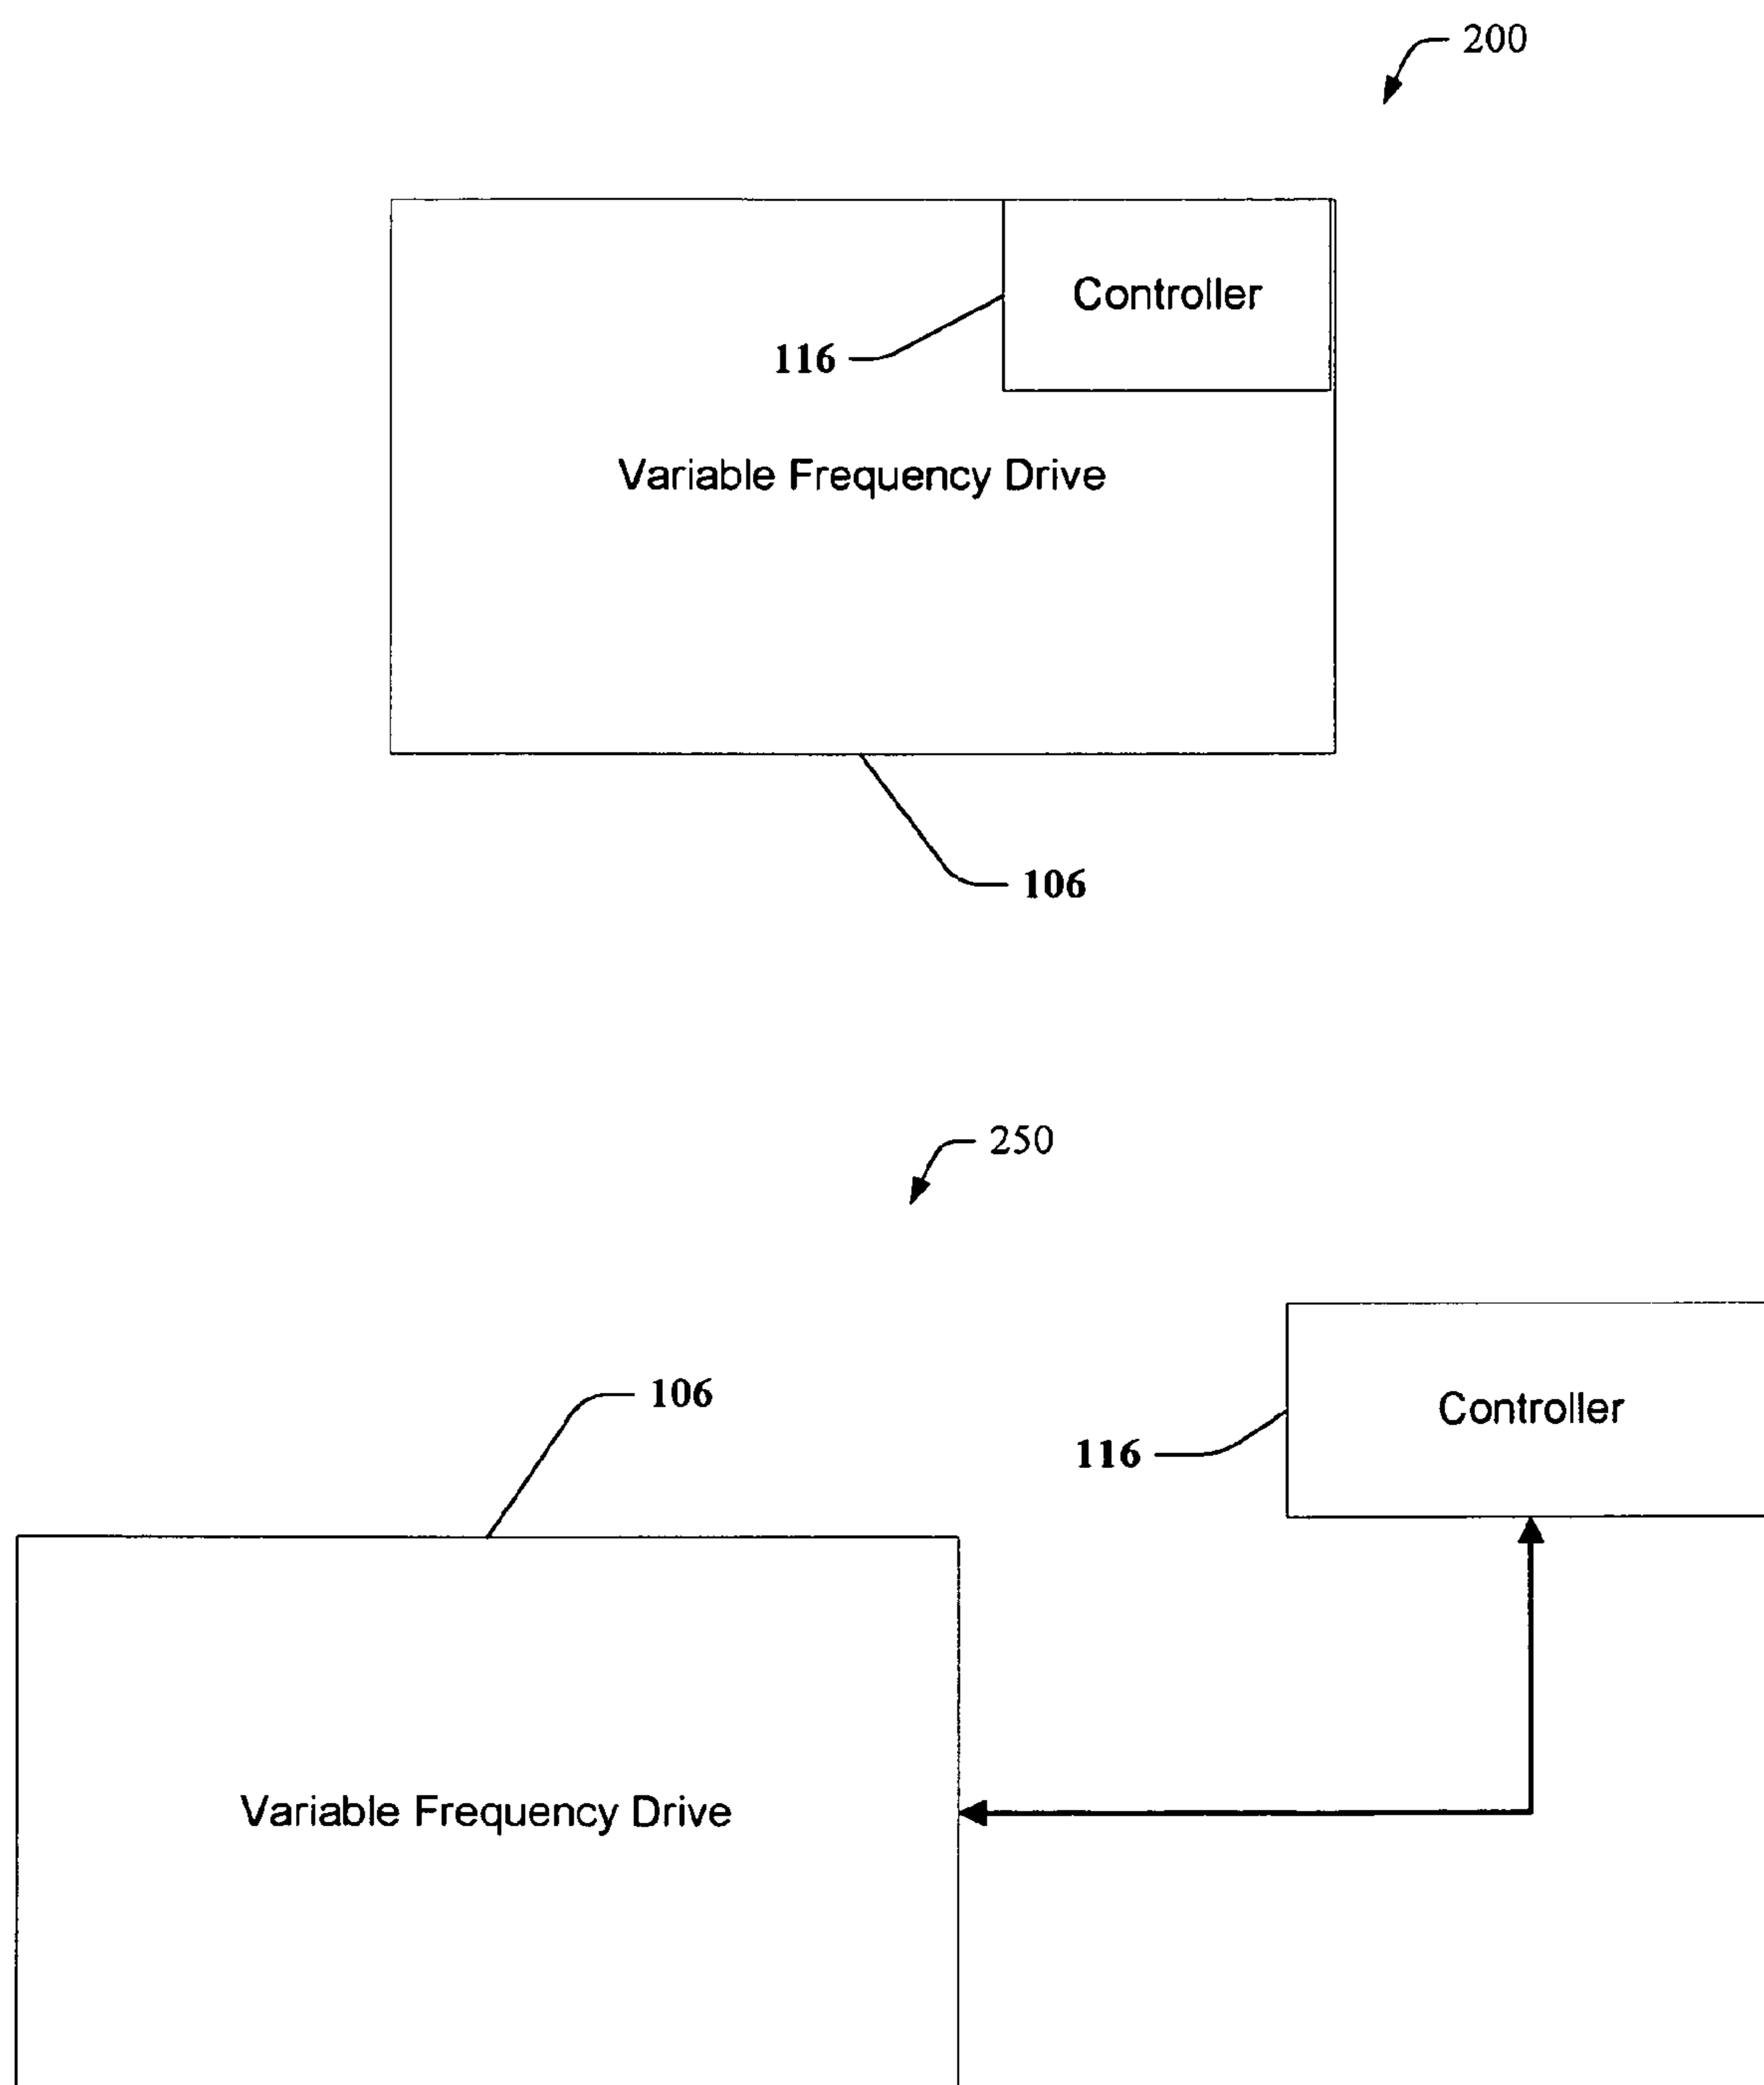 200
Controller
116
Variable Frequency Drive
106
250
106
Controller
116
Variable Frequency Drive